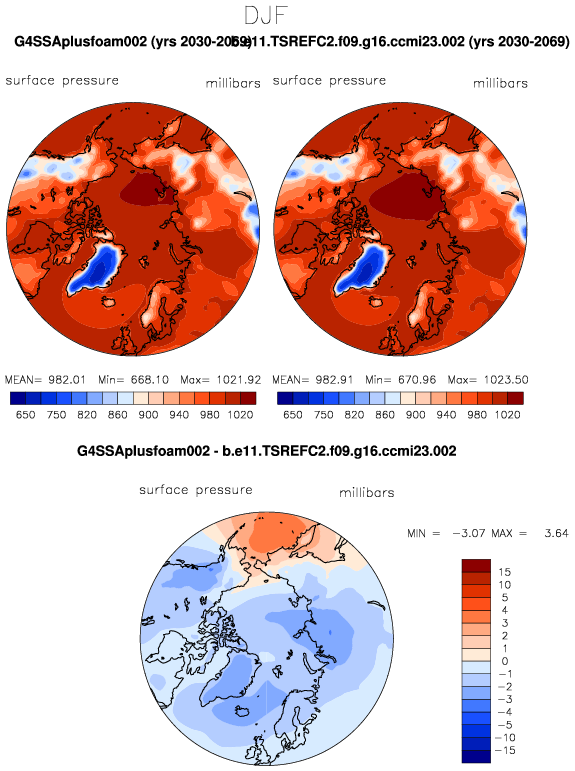 DJF
G4SSAplusfoam002 (yrs 2030-2069) b.e11.TSREFC2.f09.g16.ccmi23.002 (yrs 2030-2069)
surface pressure millibars surface pressure millibars
MEAN= 982.01 Min= 668.10 Max= 1021.92 MEAN= 982.91 Min= 670.96 Max= 1023.50
650 750 820 860 900 940 980 1020 650 750 820 860 900 940 980 1020
G4SSAplusfoam002 - b.e11.TSREFC2.f09.g16.ccmi23.002
surface pressure millibars
MIN = -3.07 MAX = 3.64
15
10
5
4
3
2
1
0
-1
-2
-3
-4
-5
-10
-15